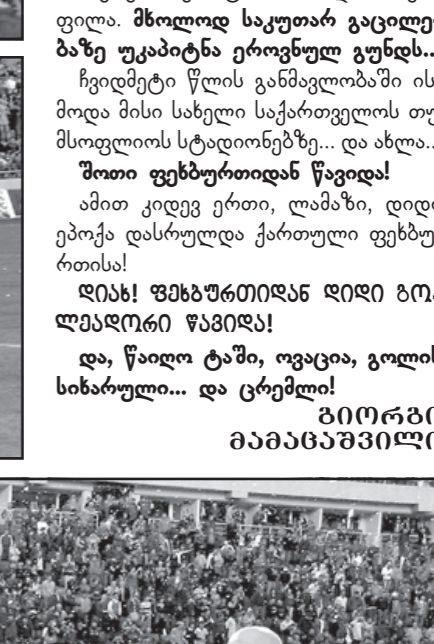 ფილა. მხოლოდ საკუთარ გაცილე-
ბაზე უკაპიტნა ეროვნულ გუნდს...
ჩვიდმეტი წლის განმავლობაში ის
მოდა მისი სახელი საქართველოს თუ
მსოფლიოს სტადიონებზე... და ახლა...
შოთი ფეხბურთიდან წავიდა!
ამით კიდევ ერთი, ლამაზი, დიდი
ეპოქა დასრულდა ქართული ფეხბუ
რთისა!
დიახ! ფეხბურთიდან დიდი გო
ლეადორი წავიდა!
და, წაიღო ტაში, ოვაცია, გოლის
სიხარული... და ცრემლი!
გიორგი
მამაცაშვილი